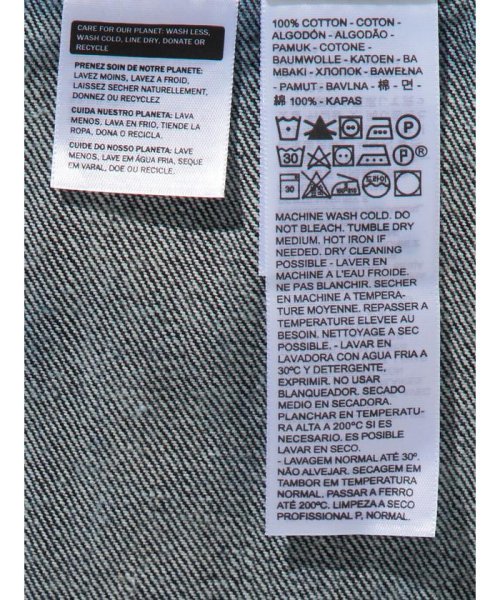 CARE FOR OUR PLANET: WASH LESS,
WASH COLD, LINE DRY, DONATE OR
RECYCLE
PRENEZ SOIN DE NOTRE PLANETE:
LAVEZ MOINS, LAVEZ A FROID,
LAISSEZ SECHER NATURELLEMENT,
DONNEZ OU RECYCLEZ
CUIDA NUESTRO PLANETA: LAVA
MENOS, LAVA EN FRIO, TIENDE LA
ROPA, DONA O RECICLA.
CUIDE DO NOSSO PLANETA: LAVE
MENOS, LAVE EM ÁGUA FRIA, SEQUE
EM VARAL, DOE OU RECICLE.
100% COTTON - COTON -
ALGODÓN - ALGODÃO -
PAMUK - COTONE -
BAUMWOLLE - KATOEN - BA
MBAKI - ХЛОПОК - BAWEŁNA
- PAMUT - BAVLNA - 棉 - 면 -
綿 100% - KAPAS
P
30 P ®
30 드라이
MACHINE WASH COLD. DO
NOT BLEACH. TUMBLE DRY
MEDIUM. HOT IRON IF
NEEDED. DRY CLEANING
POSSIBLE - LAVER EN
MACHINE A L'EAU FROIDE.
NE PAS BLANCHIR. SECHER
EN MACHINE A TEMPERA-
TURE MOYENNE. REPASSER A
TEMPERATURE ELEVEE AU
BESOIN. NETTOYAGE A SEC
POSSIBLE. - LAVAR EN
LAVADORA CON AGUA FRIA A
30ºC Y DETERGENTE,
EXPRIMIR. NO USAR
BLANQUEADOR. SECADO
MEDIO EN SECADORA.
PLANCHAR EN TEMPERATU-
RA ALTA A 200ºC SI ES
NECESARIO. ES POSIBLE
LAVAR EN SECO.
- LAVAGEM NORMAL ATÉ 30º.
NÃO ALVEJAR. SECAGEM EM
TAMBOR EM TEMPERATURA
NORMAL. PASSAR A FERRO
ATÉ 200ºC. LIMPEZA A SECO
PROFISSIONAL P, NORMAL.